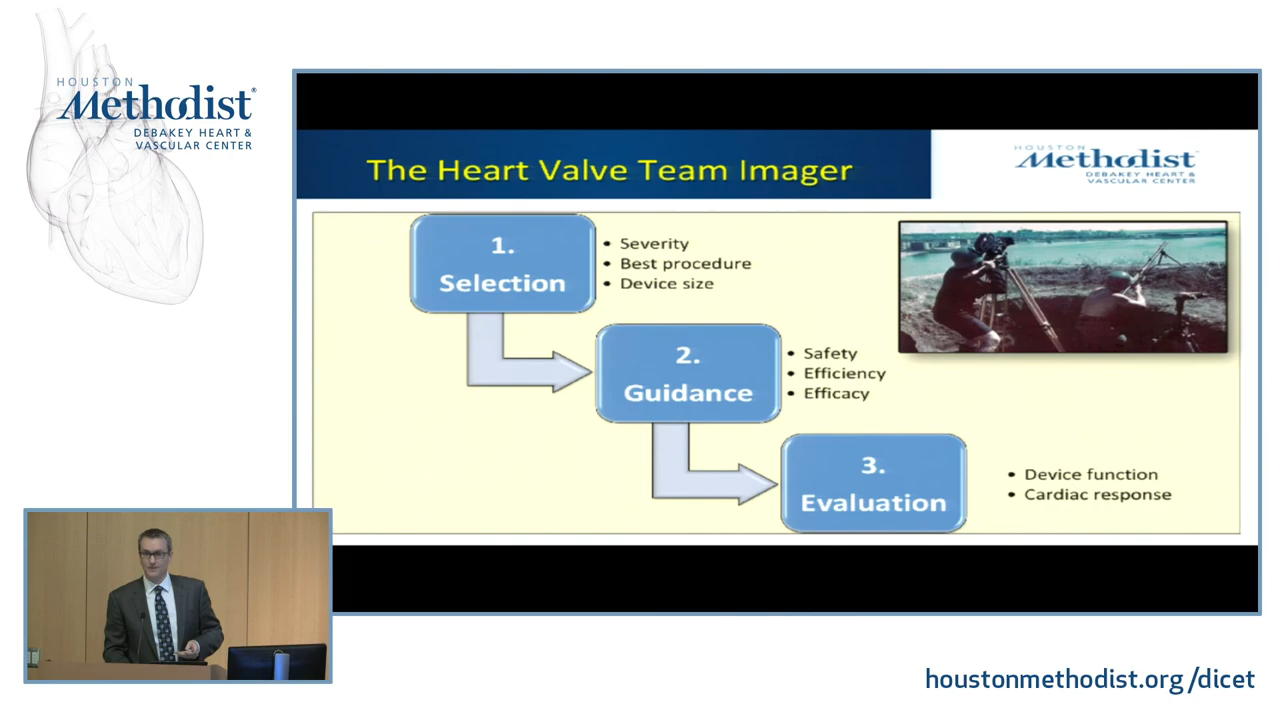 HOUSTON
Methodist®
DEBAKEY HEART &
VASCULAR CENTER
The Heart Valve Team Imager
HOUSTON
Methodist
DEBAKEY HEART &
VASCULAR CENTER
1.
Selection
• Severity
• Best procedure
• Device size
2.
Guidance
• Safety
• Efficiency
• Efficacy
3.
Evaluation
• Device function
• Cardiac response
houstonmethodist.org/dicet